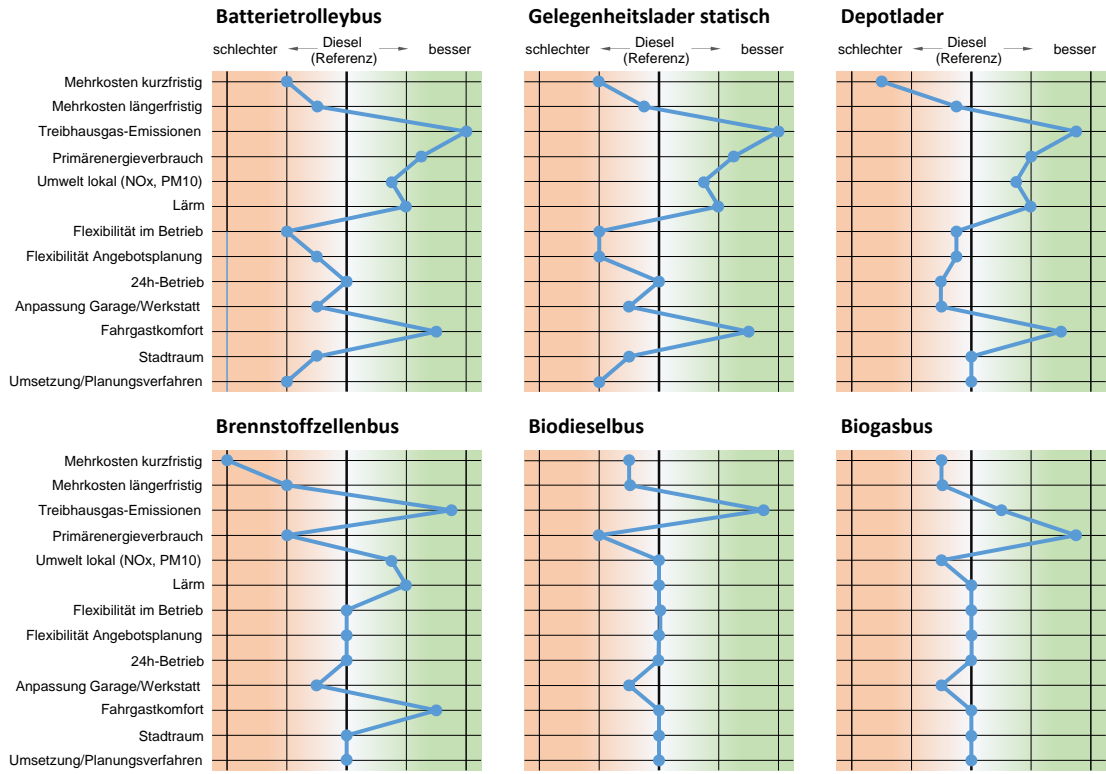 Batterietrolleybus
Gelegenheitslader statisch
Depotlader
schlechter
Diesel
(Referenz)
besser
schlechter
Diesel
(Referenz)
besser
schlechter
Diesel
(Referenz)
besser
Mehrkosten kurzfristig
Mehrkosten längerfristig
Treibhausgas-Emissionen
Primärenergieverbrauch
Umwelt lokal (NOx, PM10)
Lärm
Flexibilität im Betrieb
Flexibilität Angebotsplanung
24h-Betrieb
Anpassung Garage/Werkstatt
Fahrgastkomfort
Stadtraum
Umsetzung/Planungsverfahren
Brennstoffzellenbus
Biodieselbus
Biogasbus
Mehrkosten kurzfristig
Mehrkosten längerfristig
Treibhausgas-Emissionen
Primärenergieverbrauch
Umwelt lokal (NOx, PM10)
Lärm
Flexibilität im Betrieb
Flexibilität Angebotsplanung
24h-Betrieb
Anpassung Garage/Werkstatt
Fahrgastkomfort
Stadtraum
Umsetzung/Planungsverfahren